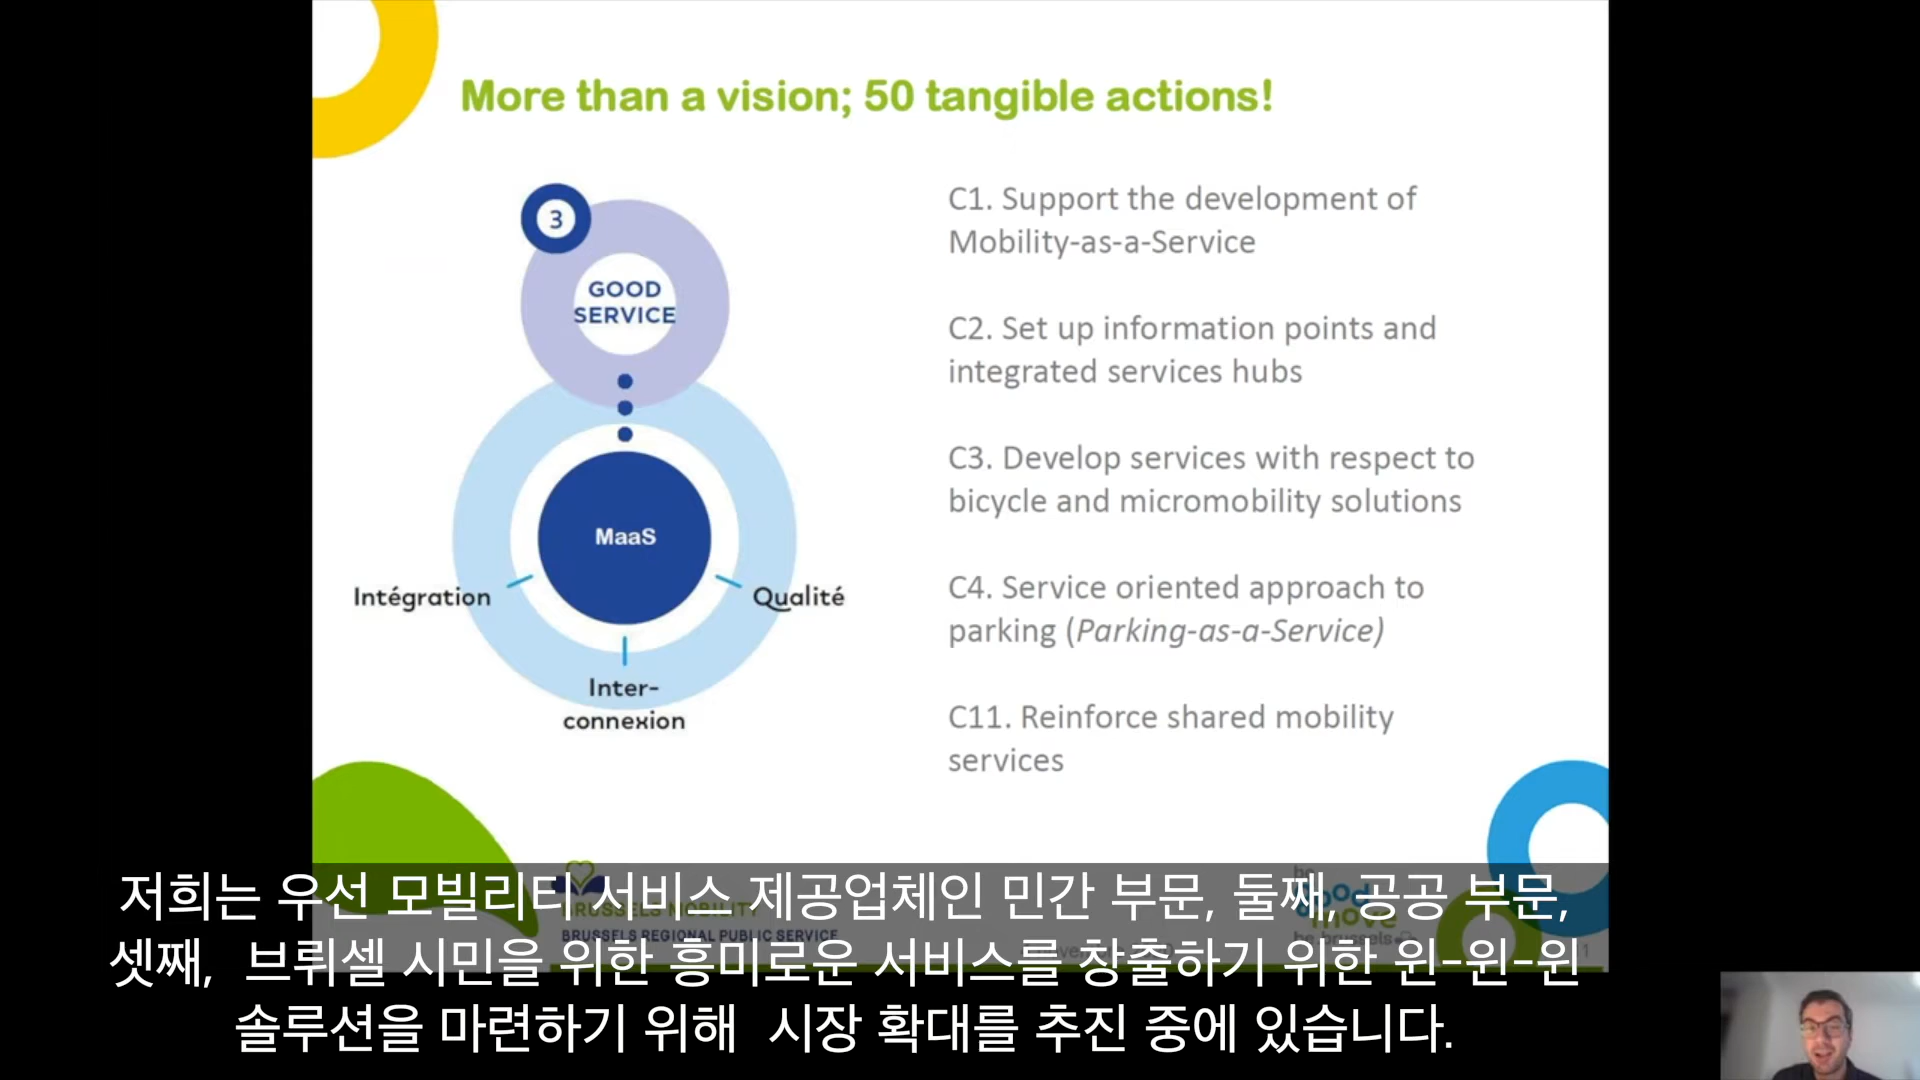 More than a vision; 50 tangible actions!
3
GOOD
SERVICE
MaaS
Intégration
Qualité
Inter-
connexion
C1. Support the development of
Mobility-as-a-Service
C2. Set up information points and
integrated services hubs
C3. Develop services with respect to
bicycle and micromobility solutions
C4. Service oriented approach to
parking (Parking-as-a-Service)
C11. Reinforce shared mobility
services
BRUSSELS MOBILITY
BRUSSELS REGIONAL PUBLIC SERVICE
be
good
move
be.brussels
저희는 우선 모빌리티 서비스 제공업체인 민간 부문, 둘째, 공공 부문,
셋째, 브뤼셀 시민을 위한 흥미로운 서비스를 창출하기 위한 윈-윈-윈
솔루션을 마련하기 위해 시장 확대를 추진 중에 있습니다.